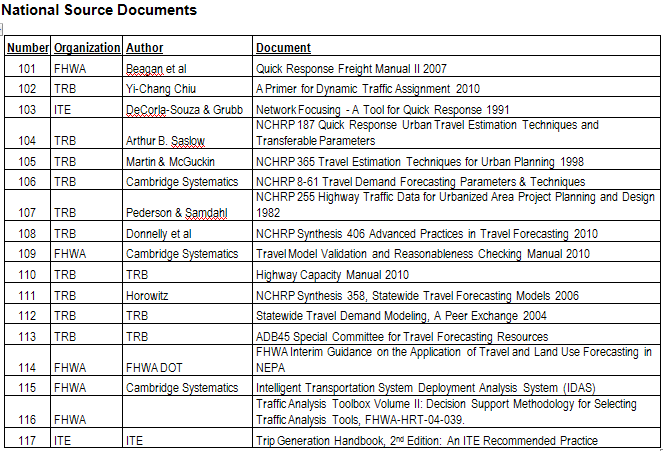 National Source Documents
Number Organization Author Document
101 FHWA Beagan et al Quick Response Freight Manual II 2007
102 TRB Yi-Chang Chiu A Primer for Dynamic Traffic Assignment 2010
103 ITE DeCorla-Souza & Grubb Network Focusing - A Tool for Quick Response 1991
NCHRP 187 Quick Response Urban Travel Estimation Techniques and
104 TRB Arthur B. Saslow Transferable Parameters
105 TRB Martin & McGuckin NCHRP 365 Travel Estimation Techniques for Urban Planning 1998
106 TRB Cambridge Systematics NCHRP 8-61 Travel Demand Forecasting Parameters & Techniques
NCHRP 255 Highway Traffic Data for Urbanized Area Project Planning and Design
107 TRB Pederson & Samdahl 1982
108 TRB Donnelly et al NCHRP Synthesis 406 Advanced Practices in Travel Forecasting 2010
109 FHWA Cambridge Systematics Travel Model Validation and Reasonableness Checking Manual 2010
110 TRB TRB Highway Capacity Manual 2010
111 TRB Horowitz NCHRP Synthesis 358, Statewide Travel Forecasting Models 2006
112 TRB TRB Statewide Travel Demand Modeling, A Peer Exchange 2004
113 TRB TRB ADB45 Special Committee for Travel Forecasting Resources
FHWA Interim Guidance on the Application of Travel and Land Use Forecasting in
114 FHWA FHWA DOT NEPA
115 FHWA Cambridge Systematics Intelligent Transportation System Deployment Analysis System (IDAS)
Traffic Analysis Toolbox Volume II: Decision Support Methodology for Selecting
116 FHWA Traffic Analysis Tools, FHWA-HRT-04-039.
117 ITE ITE Trip Generation Handbook, 2nd Edition: An ITE Recommended Practice